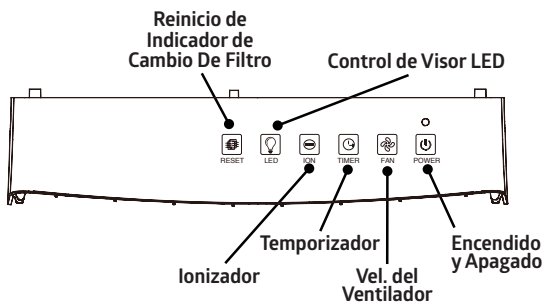 Reinicio de
Indicador de
Cambio De Filtro
Control de Visor LED
RESET
LED
ION
TIMER
FAN
POWER
Temporizador
Encendido
y Apagado
Ionizador
Vel. del
Ventilador